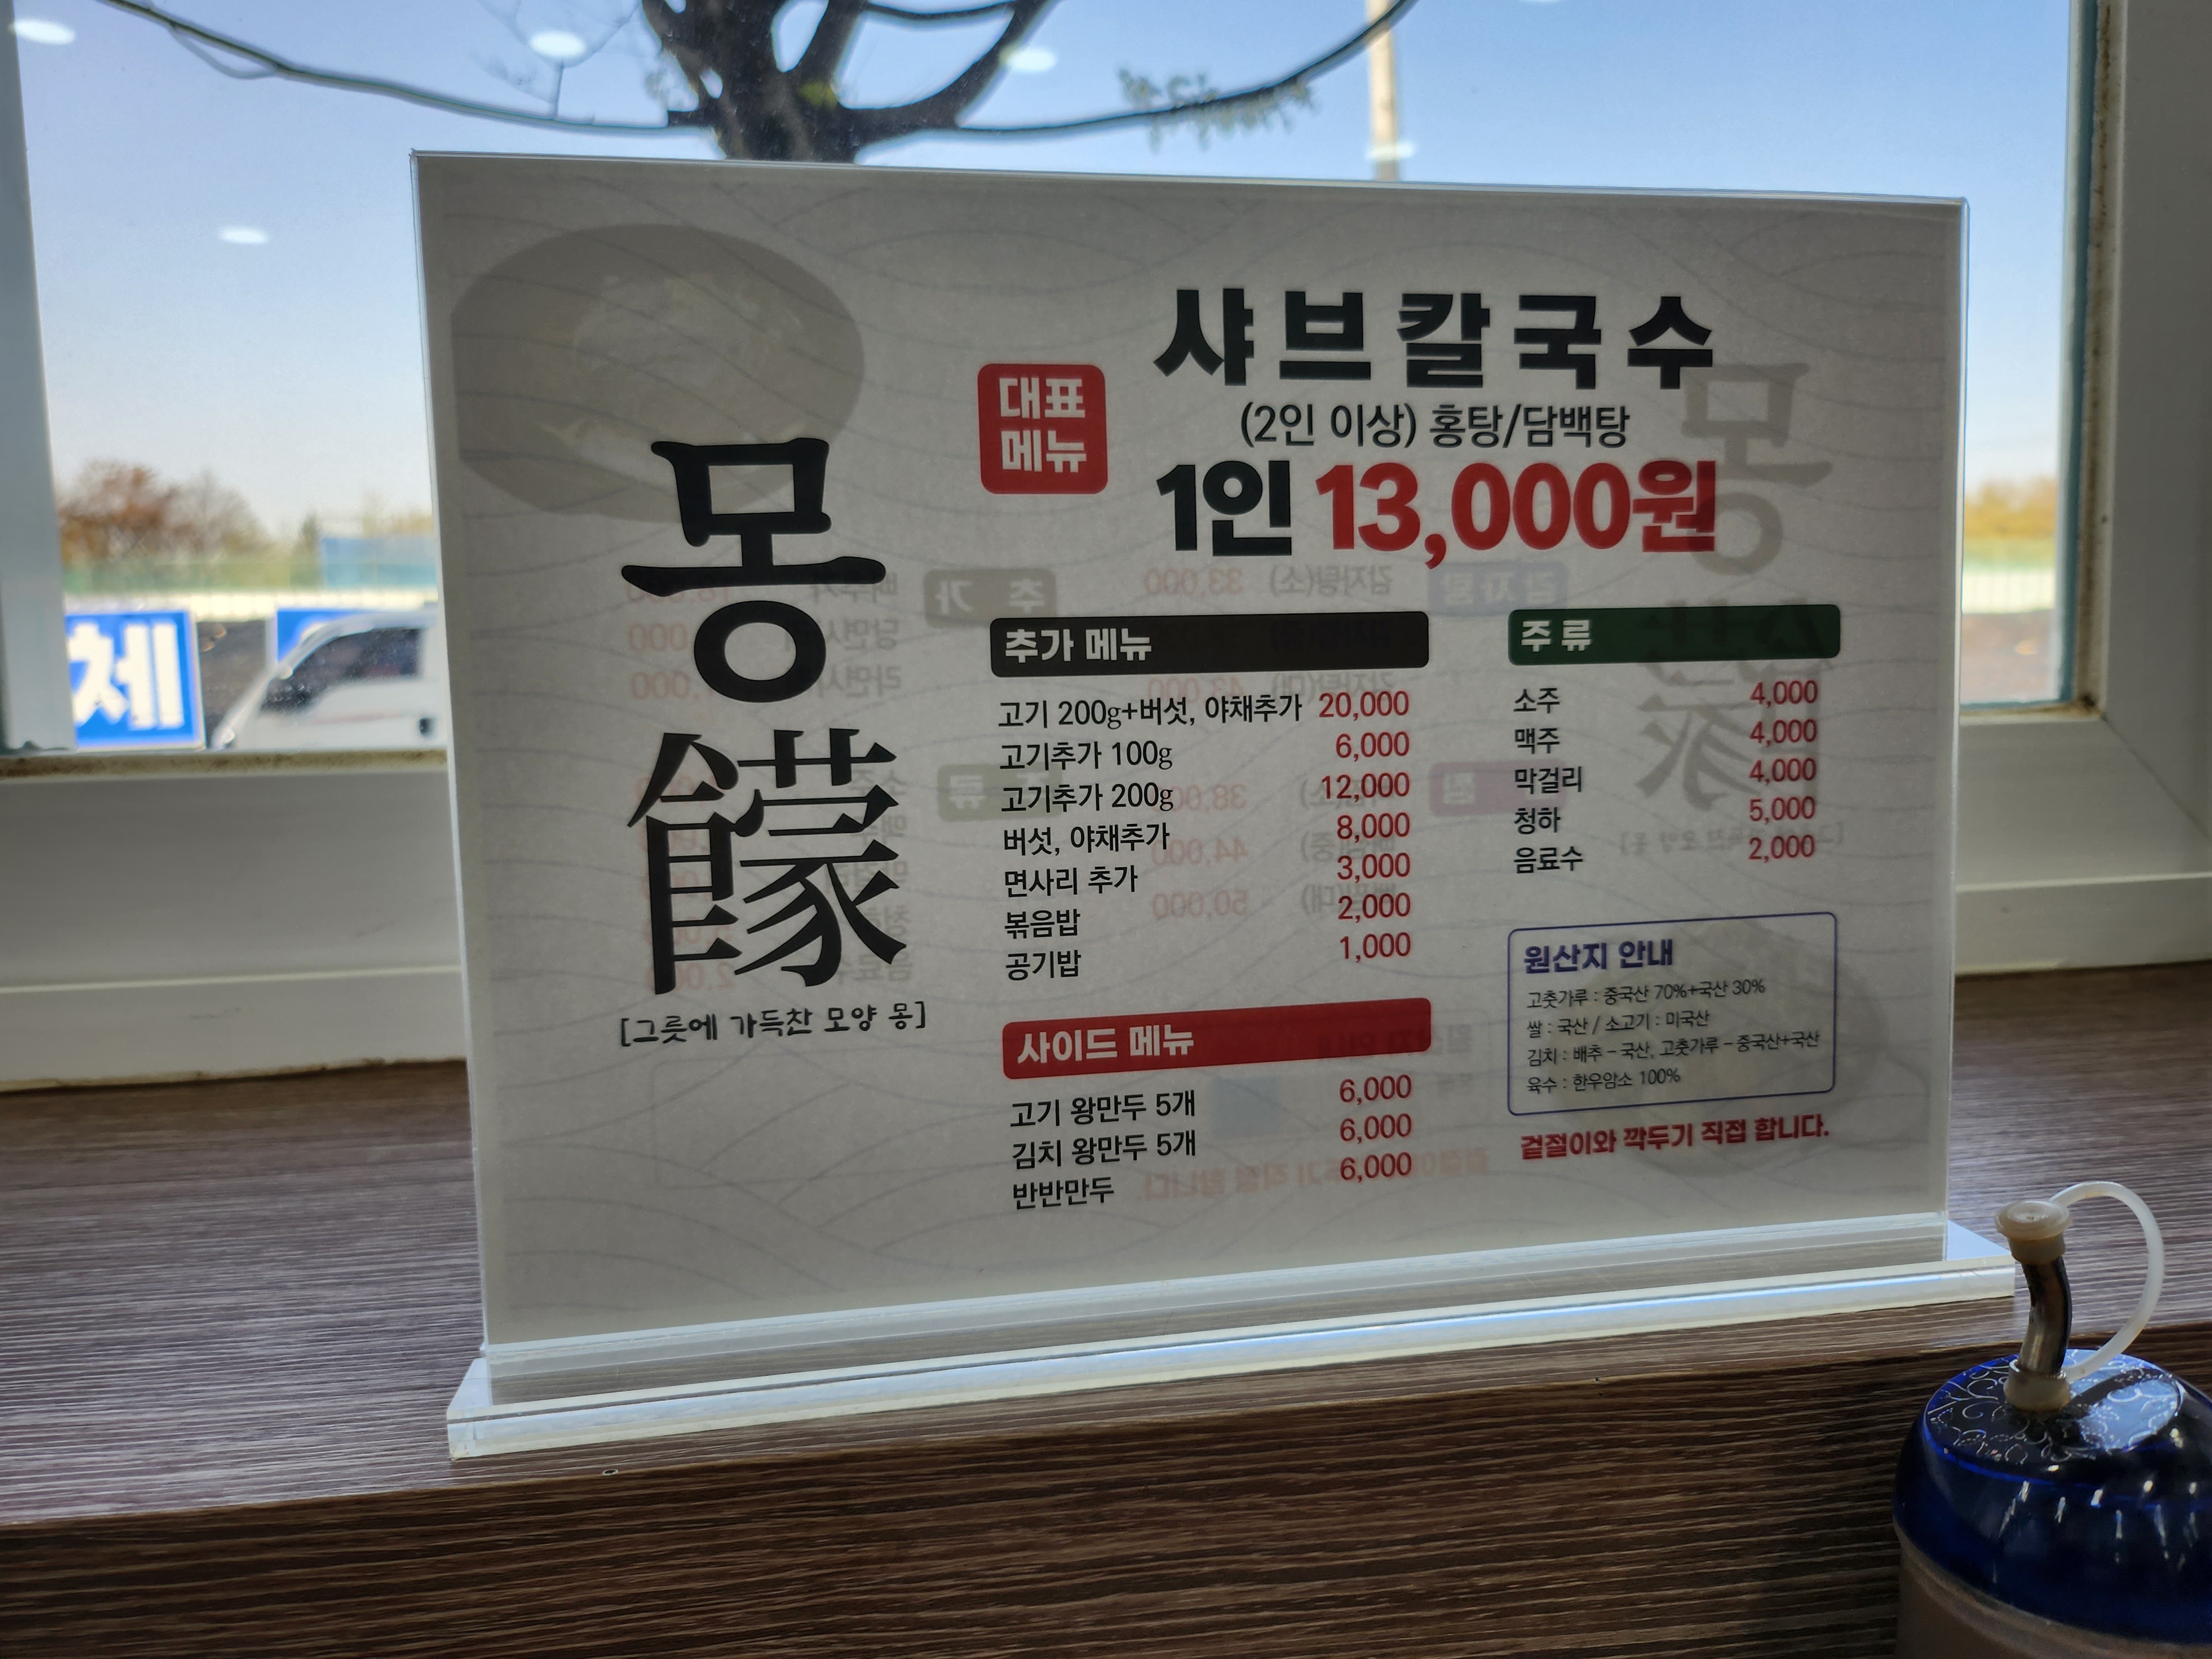 몽
饛
[그릇에 가득찬 모양 몽]
대표
메뉴
샤브칼국수
(2인 이상) 홍탕/담백탕
1인 13,000원
추가 메뉴
고기 200g+버섯, 야채추가 20,000
고기추가 100g 6,000
고기추가 200g 12,000
버섯, 야채추가 8,000
면사리 추가 3,000
볶음밥 2,000
공기밥 1,000
사이드 메뉴
고기 왕만두 5개 6,000
김치 왕만두 5개 6,000
반반만두 6,000
주류
소주 4,000
맥주 4,000
막걸리 4,000
청하 5,000
음료수 2,000
원산지 안내
고춧가루 : 중국산 70%+국산 30%
쌀 : 국산 / 소고기 : 미국산
김치 : 배추 - 국산, 고춧가루 - 중국산+국산
육수 : 한우암소 100%
겉절이와 깍두기 직접 합니다.
체